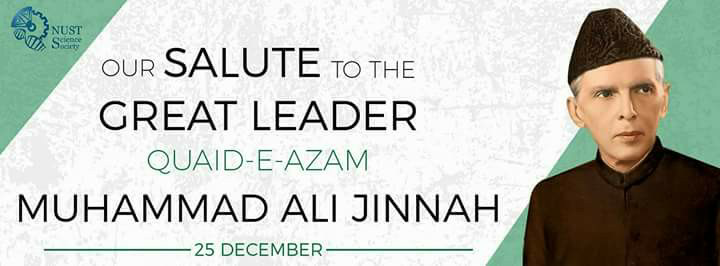 NUST
Science
Society
OUR SALUTE TO THE
GREAT LEADER
QUAID-E-AZAM
MUHAMMAD ALI JINNAH
25 DECEMBER